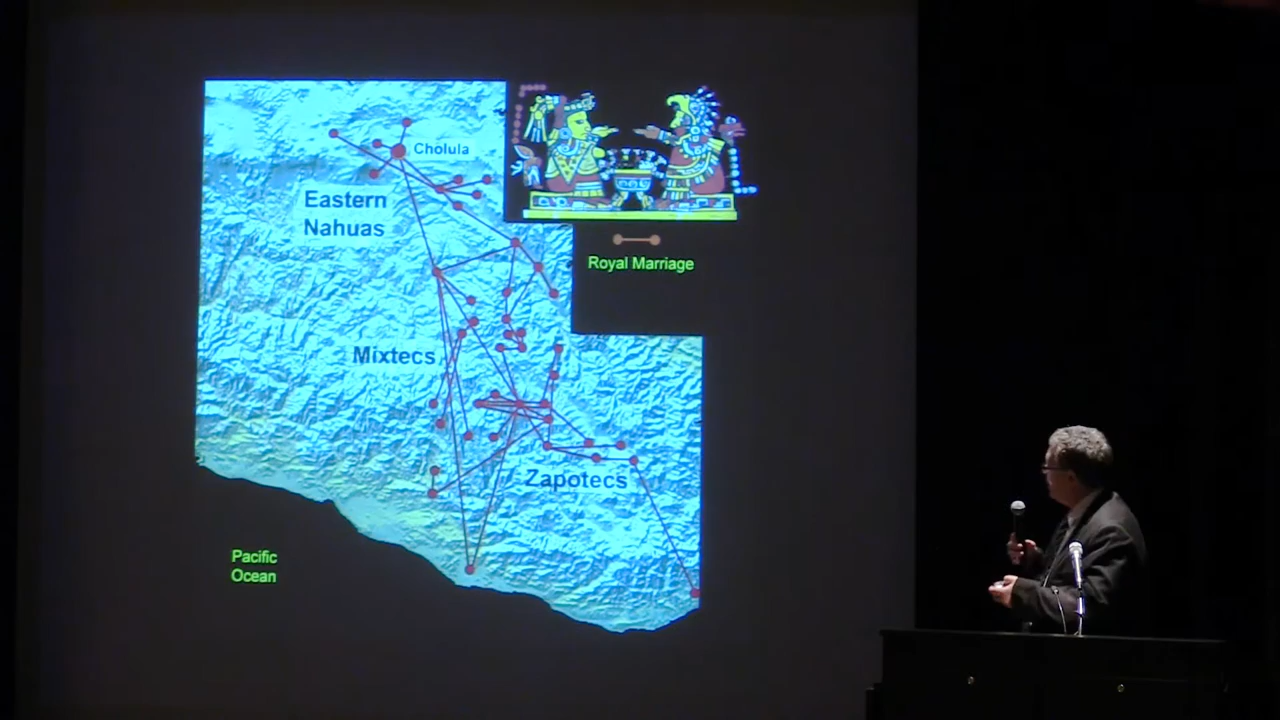 Cholula
Eastern
Nahuas
Royal Marriage
Mixtecs
Zapotecs
Pacific
Ocean